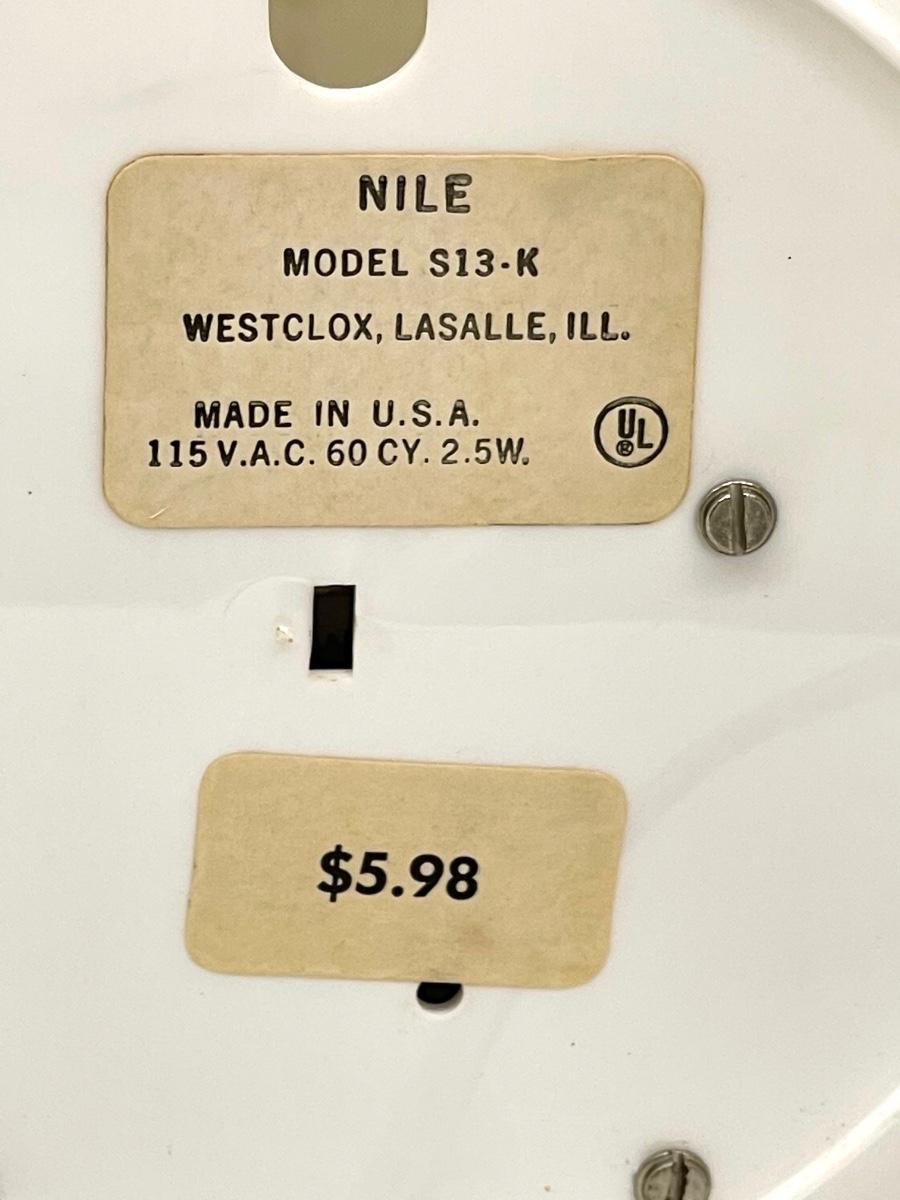 NILE
MODEL S13-K
WESTCLOX, LASALLE, ILL.
MADE IN U.S.A.
115 V.A.C. 60 CY. 2.5W.
UL®
$5.98